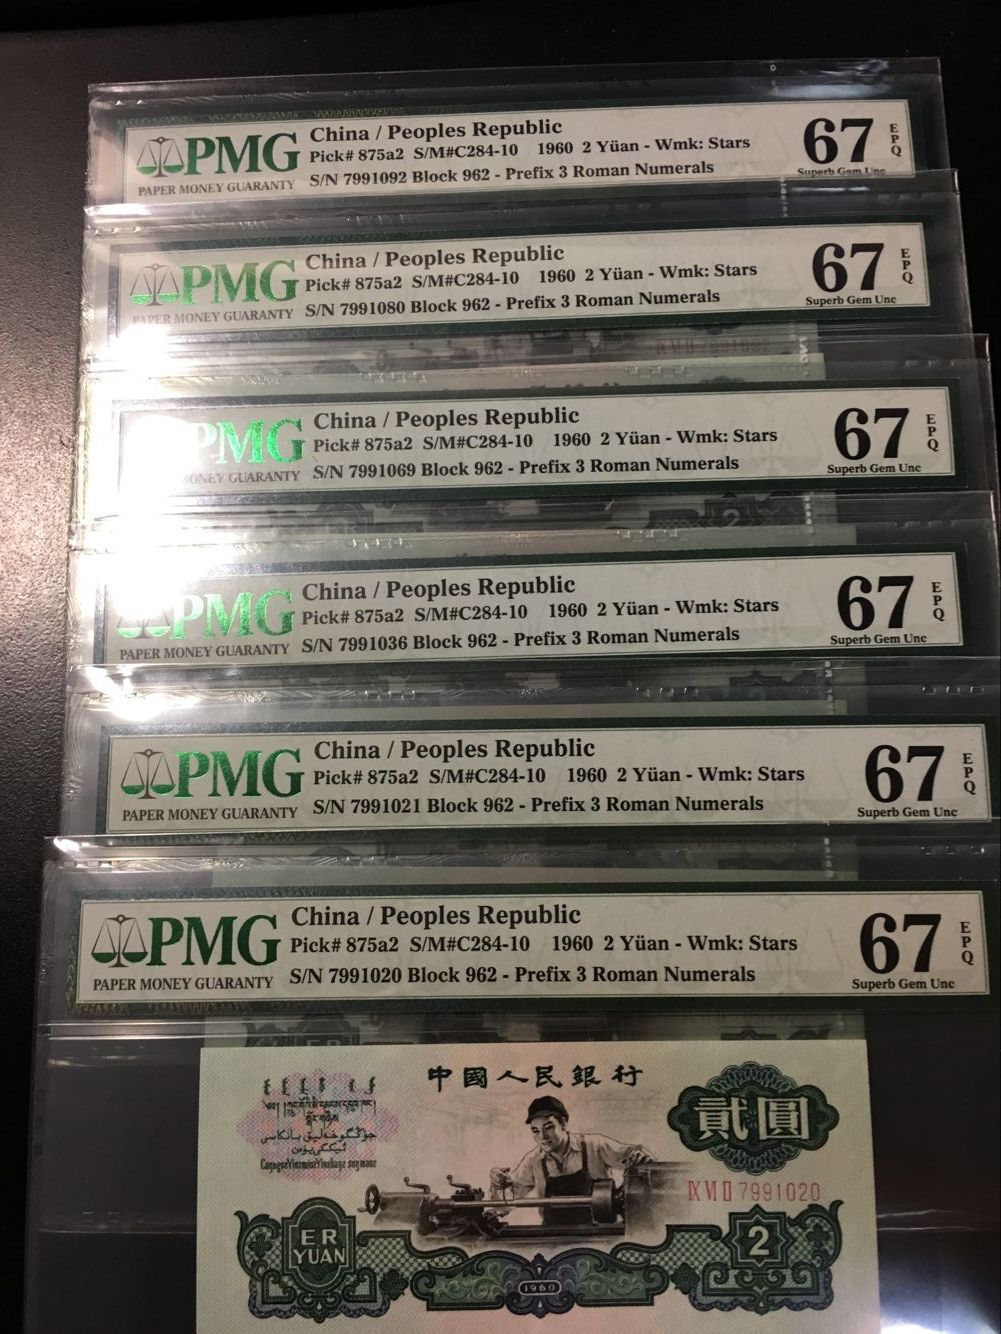 PMG
PAPER MONEY GUARANTY
China / Peoples Republic
Pick# 875a2 S/M#C284-10 1960 2 Yüan - Wmk: Stars
S/N 7991092 Block 962 - Prefix 3 Roman Numerals
67
EPQ
Superb Gem Unc
PMG
PAPER MONEY GUARANTY
China / Peoples Republic
Pick# 875a2 S/M#C284-10 1960 2 Yüan - Wmk: Stars
S/N 7991080 Block 962 - Prefix 3 Roman Numerals
67
EPQ
Superb Gem Unc
PMG
MONEY GUARANTY
China / Peoples Republic
Pick# 875a2 S/M#C284-10 1960 2 Yüan - Wmk: Stars
S/N 7991069 Block 962 - Prefix 3 Roman Numerals
67
EPQ
Superb Gem Unc
2
PMG
PAPER MONEY GUARANTY
China / Peoples Republic
Pick# 875a2 S/M#C284-10 1960 2 Yüan - Wmk: Stars
S/N 7991036 Block 962 - Prefix 3 Roman Numerals
67
EPQ
Superb Gem Unc
2
PMG
PAPER MONEY GUARANTY
China / Peoples Republic
Pick# 875a2 S/M#C284-10 1960 2 Yüan - Wmk: Stars
S/N 7991021 Block 962 - Prefix 3 Roman Numerals
67
EPQ
Superb Gem Unc
PMG
PAPER MONEY GUARANTY
China / Peoples Republic
Pick# 875a2 S/M#C284-10 1960 2 Yüan - Wmk: Stars
S/N 7991020 Block 962 - Prefix 3 Roman Numerals
67
EPQ
Superb Gem Unc
中國人民銀行
貳圓
IX VI II 7991020
ER
YUAN
2
1960